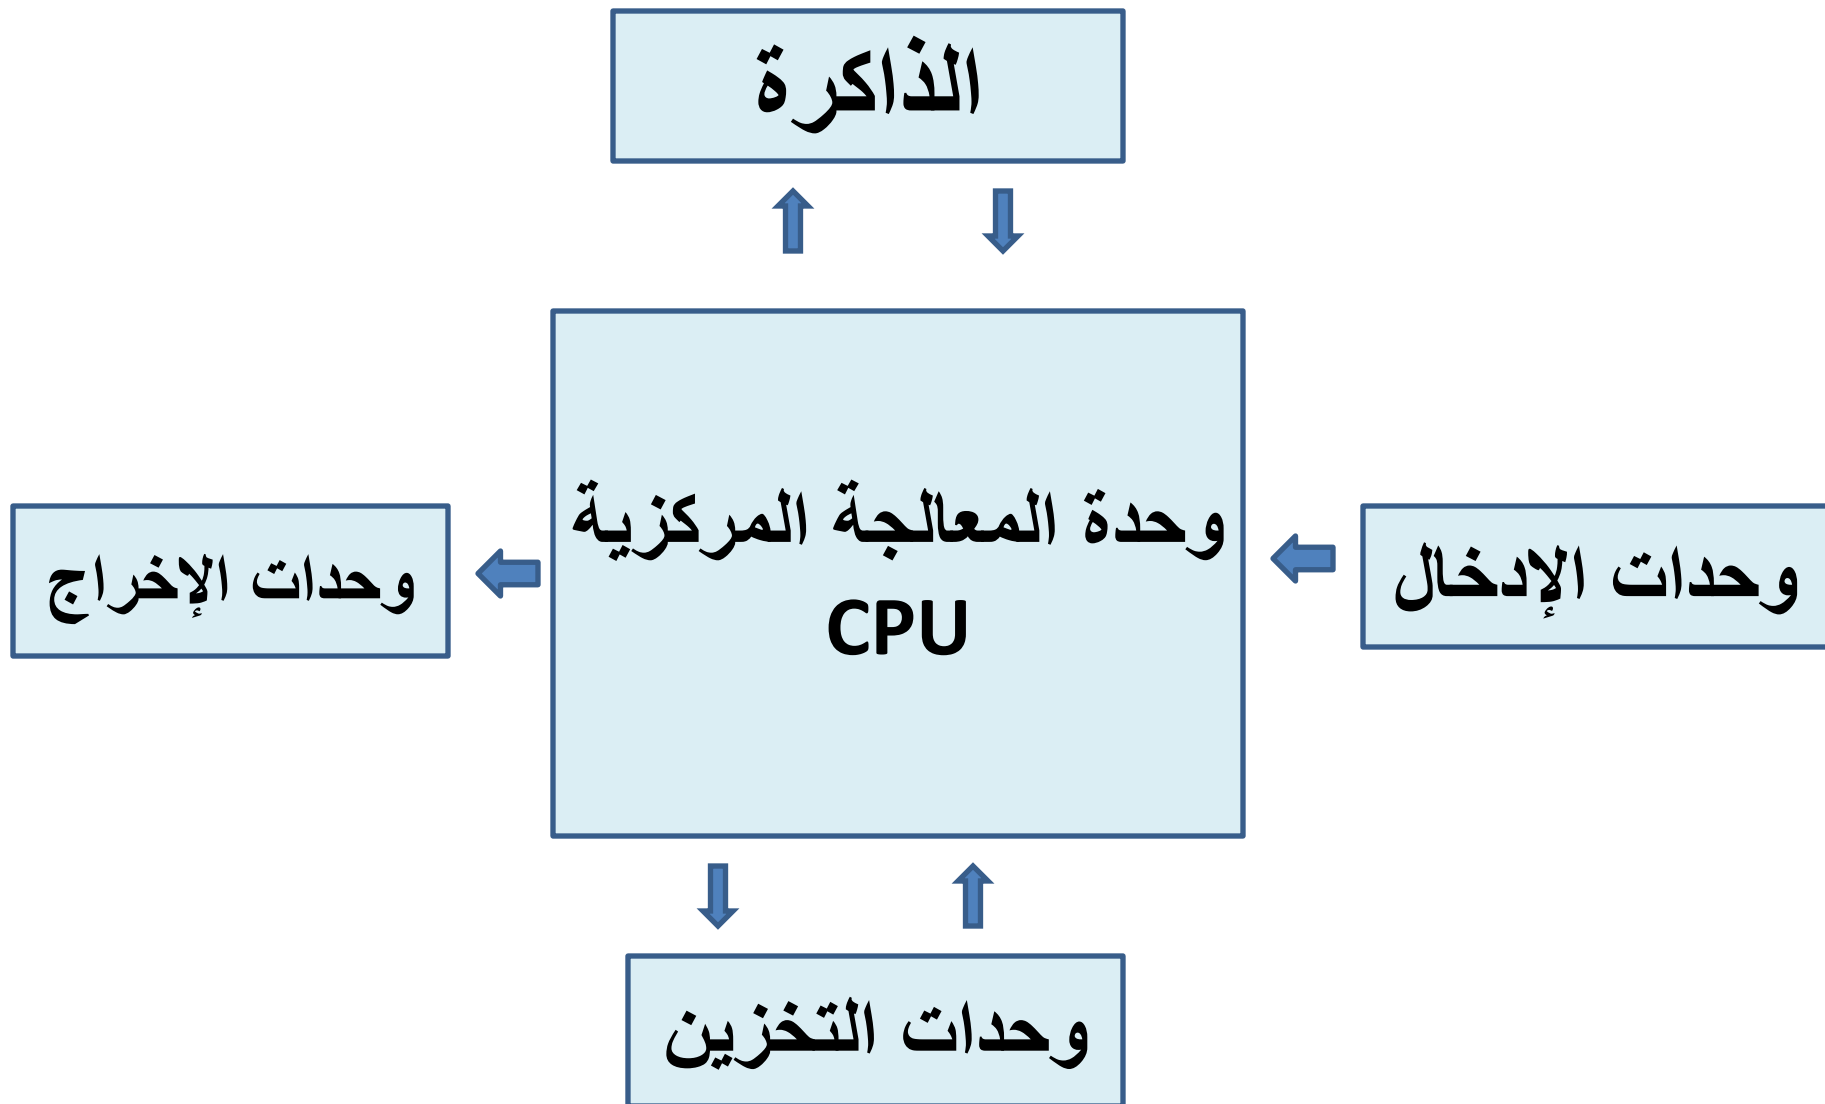 الذاكرة
وحدة المعالجة المركزية
CPU
وحدات الإدخال
وحدات الإخراج
وحدات التخزين